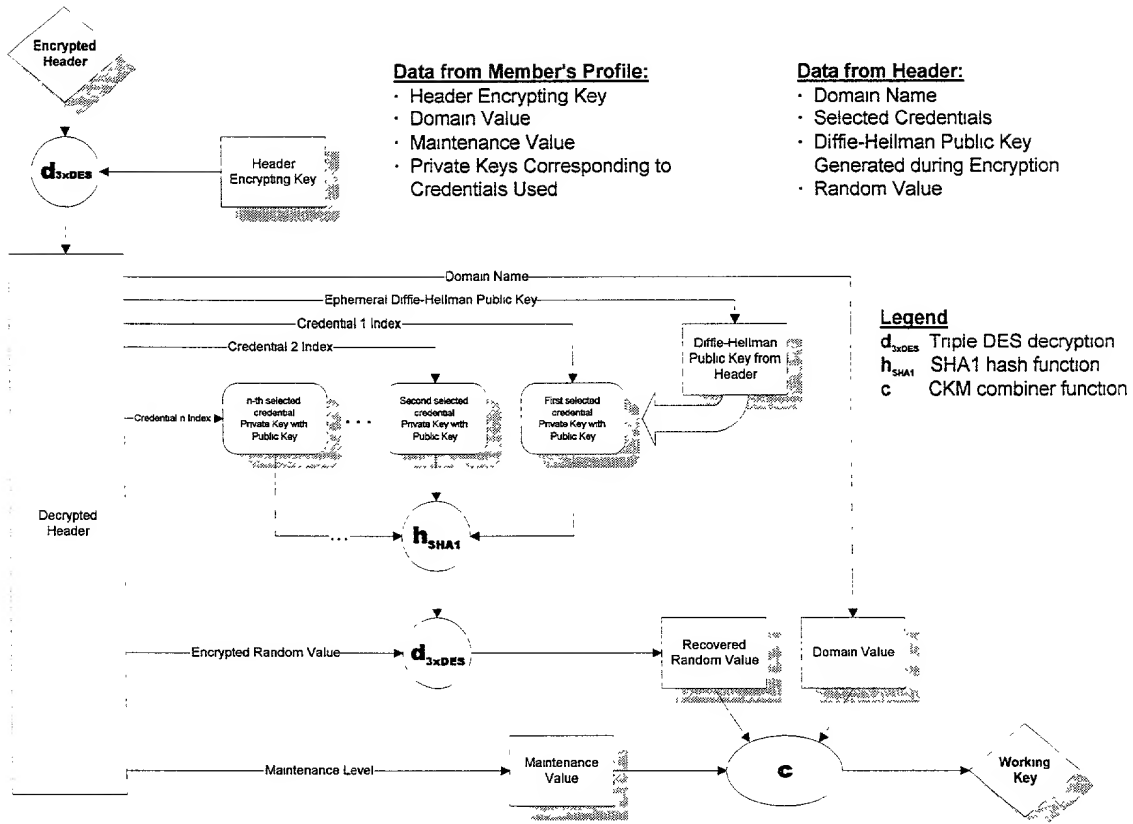 Encrypted
Header
Data from Member's Profile:
· Header Encrypting Key
· Domain Value
· Maintenance Value
· Private Keys Corresponding to
Credentials Used
Data from Header:
· Domain Name
· Selected Credentials
· Diffie-Hellman Public Key
Generated during Encryption
· Random Value
d3xDES
Header
Encrypting Key
Domain Name
Ephemeral Diffie-Hellman Public Key
Credential 1 Index
Credential 2 Index
Diffie-Hellman
Public Key from
Header
Legend
d3xDES Triple DES decryption
hSHA1 SHA1 hash function
c CKM combiner function
Credential n Index
n-th selected
credential
Private Key with
Public Key
...
Second selected
credential
Private Key with
Public Key
First selected
credential
Private Key with
Public Key
Decrypted
Header
...
hSHA1
Encrypted Random Value
d3xDES
Recovered
Random Value
Domain Value
Maintenance Level
Maintenance
Value
c
Working
Key